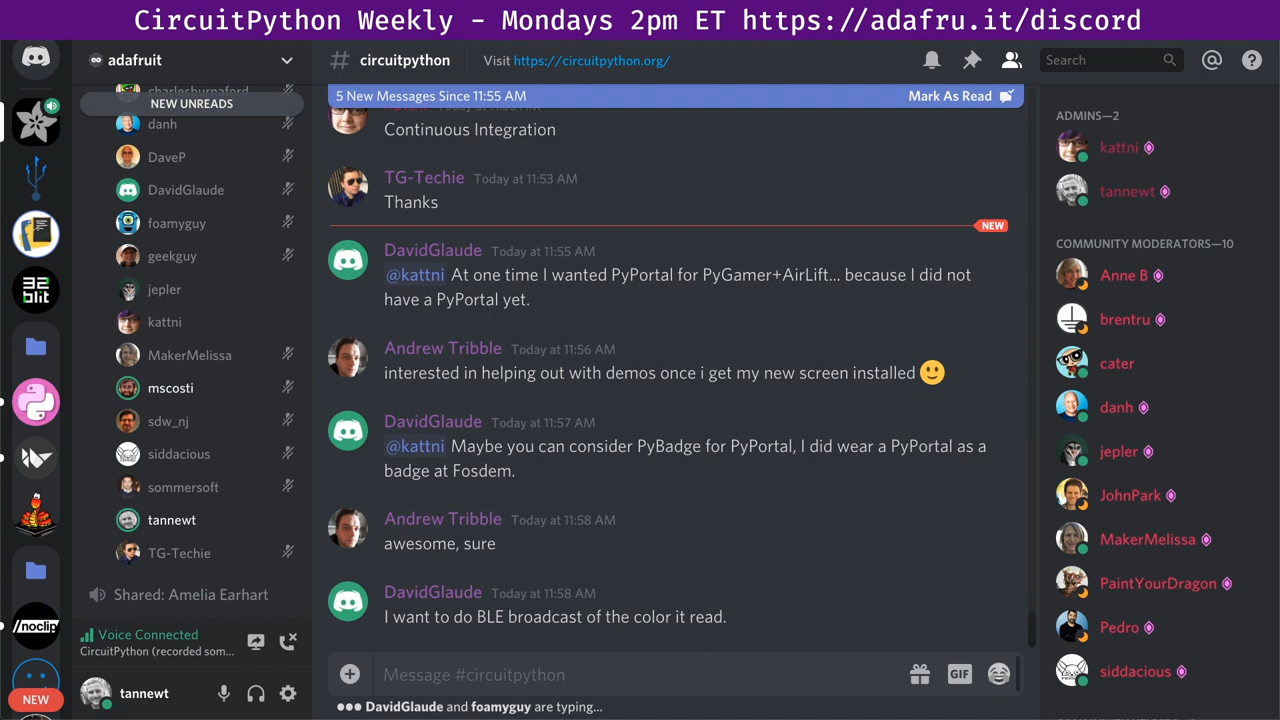 CircuitPython Weekly - Mondays 2pm ET https://adafru.it/discord
adafruit
charlesburnaford
NEW UNREADS
danh
DaveP
DavidGlaude
foamyguy
geekguy
jepler
kattni
MakerMelissa
mscosti
sdw_nj
siddacious
sommersoft
tannewt
TG-Techie
Shared: Amelia Earhart
Voice Connected
CircuitPython (recorded som...
tannewt
32
blit
/noclip
NEW
# circuitpython
Visit https://circuitpython.org/
Search
5 New Messages Since 11:55 AM
Mark As Read
Continuous Integration
TG-Techie Today at 11:53 AM
Thanks
NEW
DavidGlaude Today at 11:55 AM
@kattni At one time I wanted PyPortal for PyGamer+AirLift... because I did not
have a PyPortal yet.
Andrew Tribble Today at 11:56 AM
interested in helping out with demos once i get my new screen installed 🙂
DavidGlaude Today at 11:57 AM
@kattni Maybe you can consider PyBadge for PyPortal, I did wear a PyPortal as a
badge at Fosdem.
Andrew Tribble Today at 11:58 AM
awesome, sure
DavidGlaude Today at 11:58 AM
I want to do BLE broadcast of the color it read.
Message #circuitpython
GIF
DavidGlaude and foamyguy are typing...
ADMINS—2
kattni
tannewt
COMMUNITY MODERATORS—10
Anne B
brentru
cater
danh
jepler
JohnPark
MakerMelissa
PaintYourDragon
Pedro
siddacious